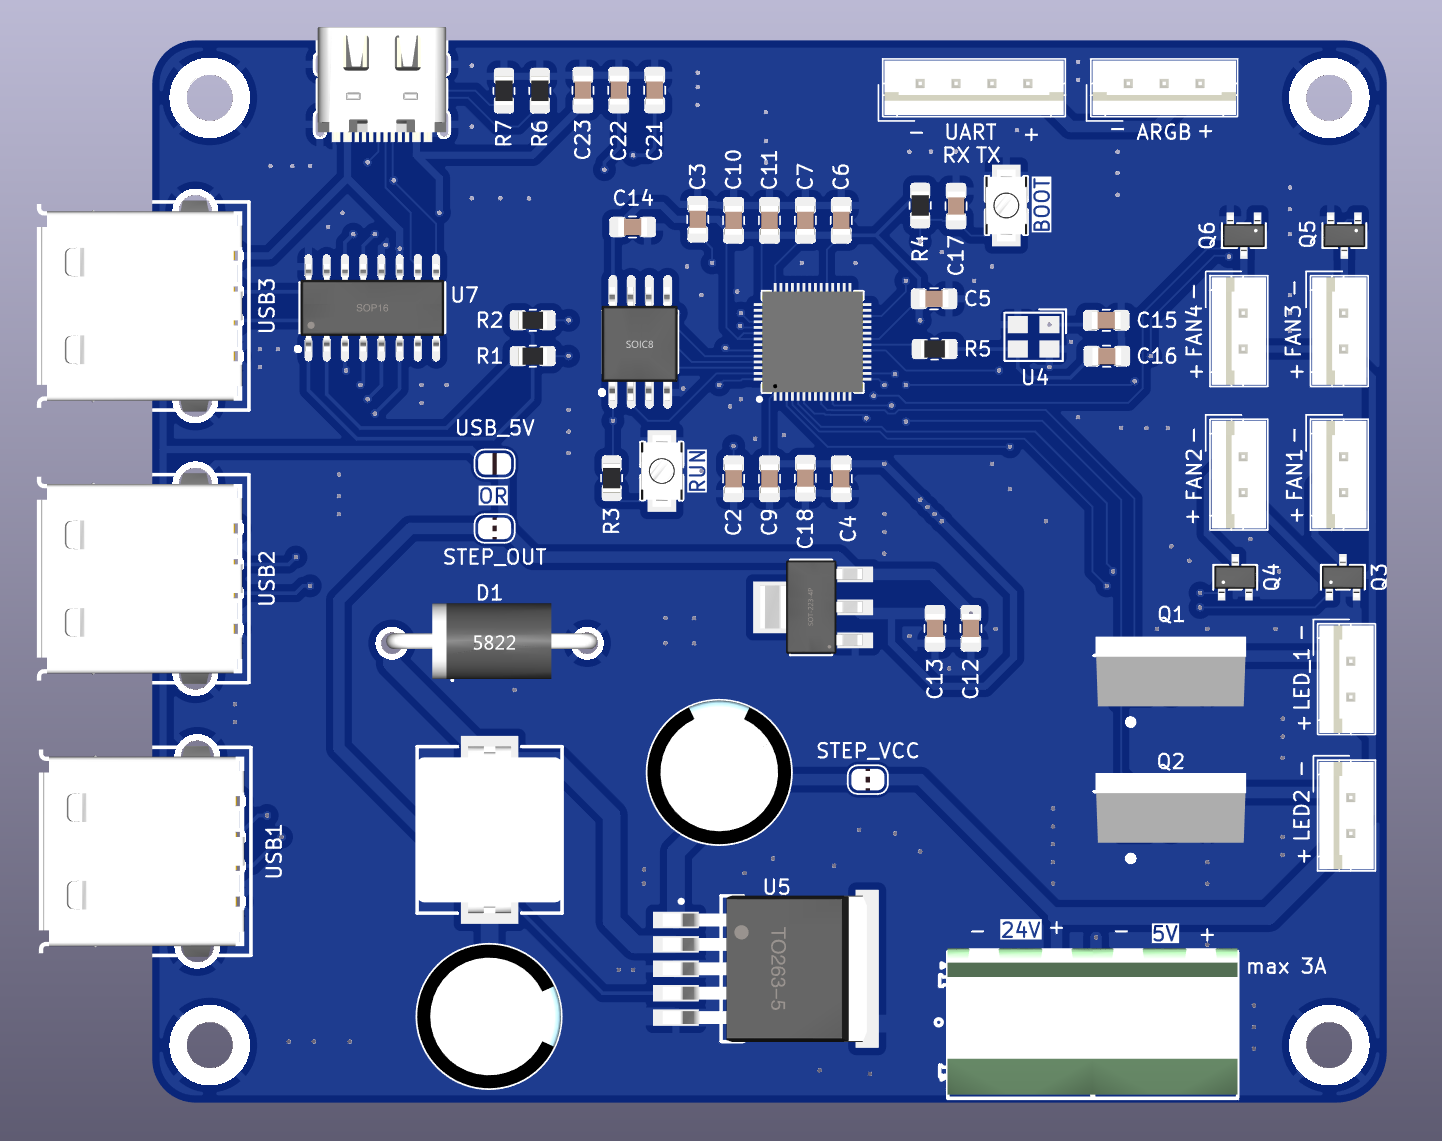 R7
R6
C23
C22
C21
- UART +
RX TX
- ARGB +
BOOT
C14
C3
C10
C11
C7
C6
R4
C17
Q6
Q5
USB3
SOP16
U7
R2
R1
SOIC8
C5
R5
U4
C15
C16
+ FAN4 -
+ FAN3 -
USB_5V
OR
STEP_OUT
R3
RUN
C2
C9
C18
C4
+ FAN2 -
+ FAN1 -
Q4
Q3
USB2
D1
5822
SOT-223-4P
C13
C12
Q1
+ LED_1 -
STEP_VCC
Q2
+ LED2 -
USB1
U5
TO263-5
- 24V +
- 5V +
max 3A